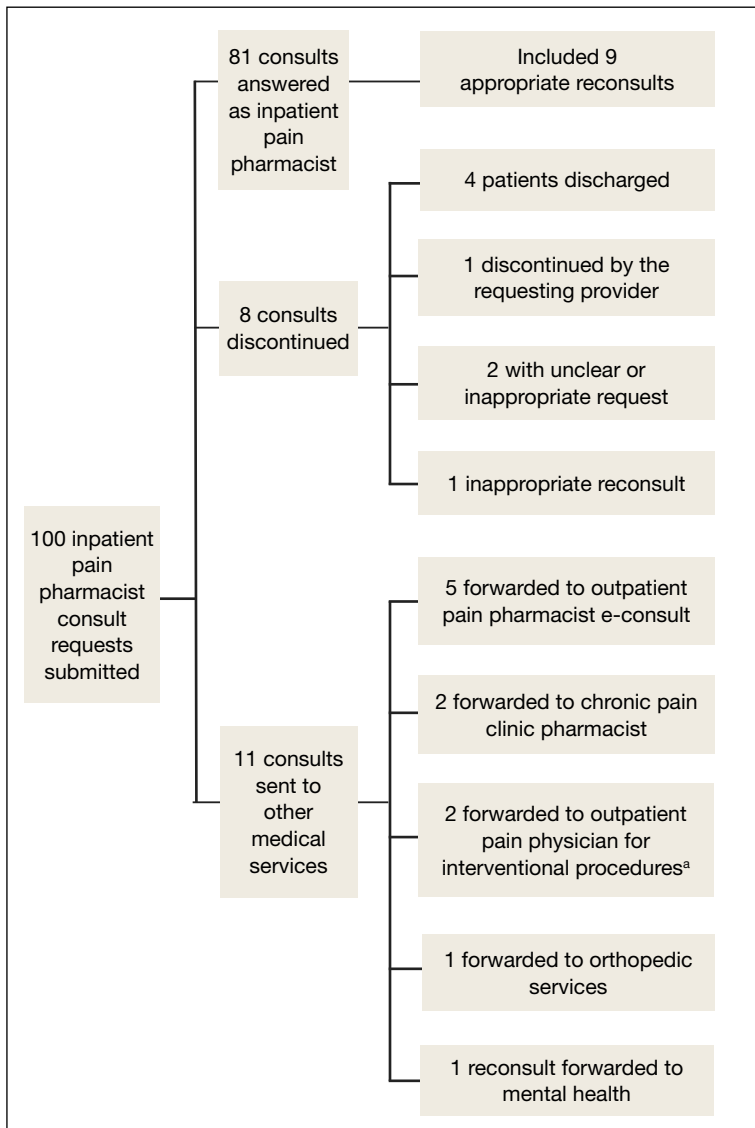 81 consults
answered
as inpatient
pain
pharmacist
Included 9
appropriate reconsults
8 consults
discontinued
4 patients discharged
1 discontinued by the
requesting provider
2 with unclear or
inappropriate request
1 inappropriate reconsult
100 inpatient
pain
pharmacist
consult
requests
submitted
11 consults
sent to
other
medical
services
5 forwarded to outpatient
pain pharmacist e-consult
2 forwarded to chronic pain
clinic pharmacist
2 forwarded to outpatient
pain physician for
interventional proceduresᵃ
1 forwarded to orthopedic
services
1 reconsult forwarded to
mental health